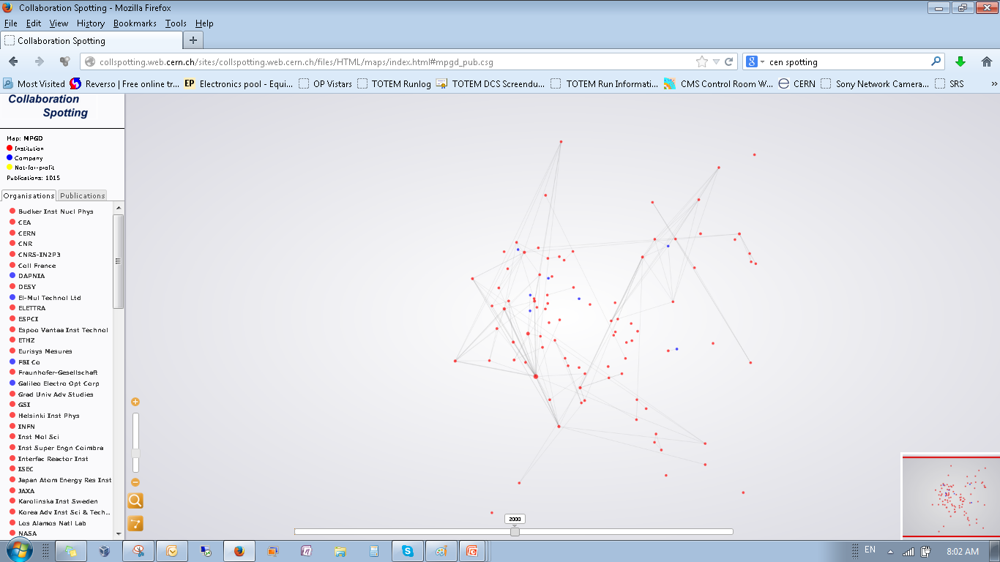 Collaboration Spotting - Mozilla Firefox
File Edit View History Bookmarks Tools Help
Collaboration Spotting
collspotting.web.cern.ch/sites/collspotting.web.cern.ch/files/HTML/maps/index.html#mpgd_pub.csg
cen spotting
Most Visited Reverso | Free online tr... EP Electronics pool - Equi... OP Vistars TOTEM Runlog TOTEM DCS Screendu... TOTEM Run Informati... CMS Control Room W... CERN Sony Network Camera... SRS
Collaboration
Spotting
Map: MPGD
Institution
Company
Not-for-profit
Publications: 1015
Organisations Publications
Budker Inst Nucl Phys
CEA
CERN
CNR
CNRS-IN2P3
Coll France
DAPNIA
DESY
El-Mul Technol Ltd
ELETTRA
ESPCI
Espoo Vantaa Inst Technol
ETHZ
Eurisys Mesures
FBI Co
Fraunhofer-Gesellschaft
Galileo Electro Opt Corp
Grad Univ Adv Studies
GSI
Helsinki Inst Phys
INFN
Inst Mol Sci
Inst Super Engn Coimbra
Interfac Reactor Inst
ISEC
Japan Atom Energy Res Inst
JAXA
Karolinska Inst Sweden
Korea Adv Inst Sci & Tech...
Los Alamos Natl Lab
NASA
2000
EN
8:02 AM